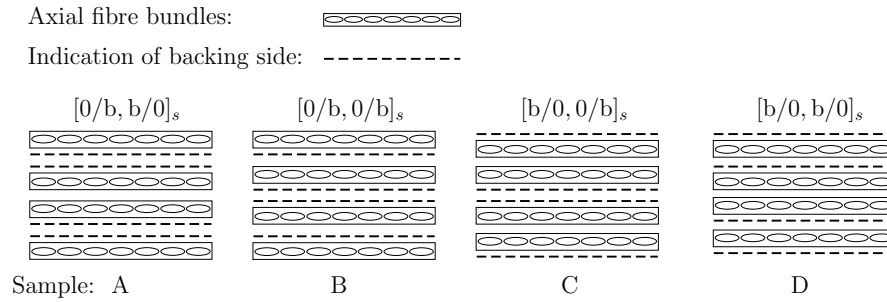 Axial fibre bundles:
Indication of backing side:
[0/b, b/0]s [0/b, 0/b]s [b/0, 0/b]s [b/0, b/0]s
Sample: A B C D